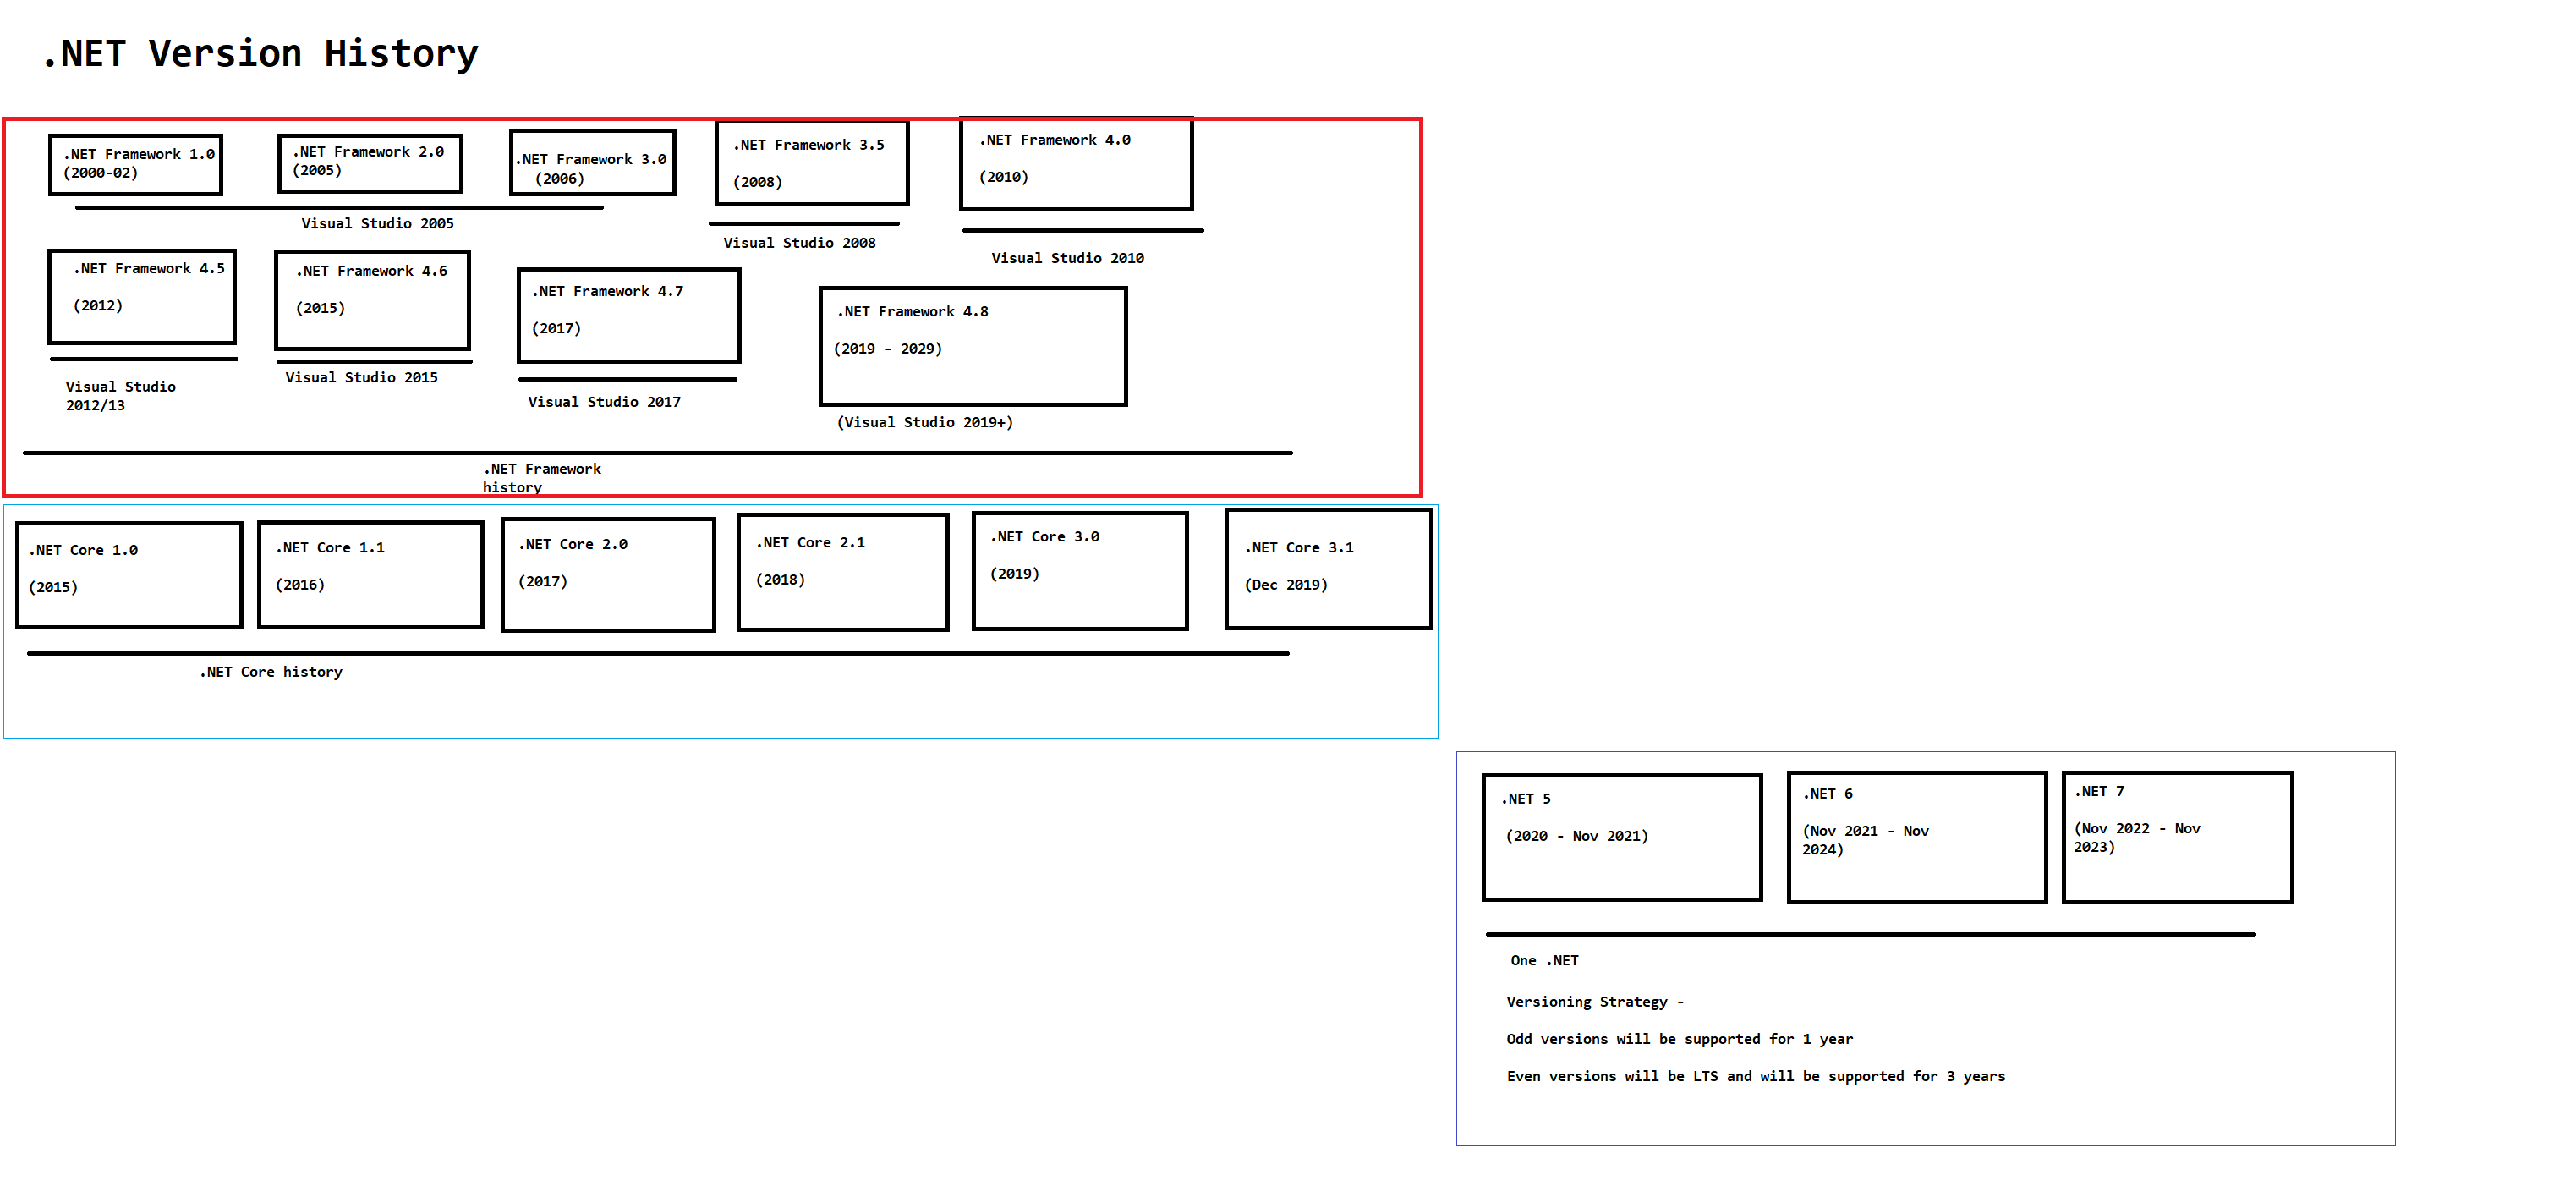 .NET Version History
.NET Framework 1.0
(2000-02)
.NET Framework 2.0
(2005)
.NET Framework 3.0
(2006)
Visual Studio 2005
.NET Framework 3.5
(2008)
Visual Studio 2008
.NET Framework 4.0
(2010)
Visual Studio 2010
.NET Framework 4.5
(2012)
Visual Studio
2012/13
.NET Framework 4.6
(2015)
Visual Studio 2015
.NET Framework 4.7
(2017)
Visual Studio 2017
.NET Framework 4.8
(2019 - 2029)
(Visual Studio 2019+)
.NET Framework
history
.NET Core 1.0
(2015)
.NET Core 1.1
(2016)
.NET Core 2.0
(2017)
.NET Core 2.1
(2018)
.NET Core 3.0
(2019)
.NET Core 3.1
(Dec 2019)
.NET Core history
.NET 5
(2020 - Nov 2021)
.NET 6
(Nov 2021 - Nov
2024)
.NET 7
(Nov 2022 - Nov
2023)
One .NET
Versioning Strategy -
Odd versions will be supported for 1 year
Even versions will be LTS and will be supported for 3 years